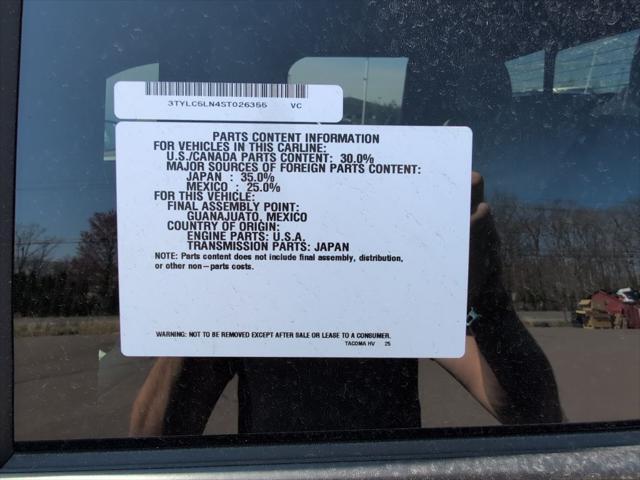 3TYLC5LN4ST026355 VC
PARTS CONTENT INFORMATION
FOR VEHICLES IN THIS CARLINE:
U.S./CANADA PARTS CONTENT: 30.0%
MAJOR SOURCES OF FOREIGN PARTS CONTENT:
JAPAN : 35.0%
MEXICO : 25.0%
FOR THIS VEHICLE:
FINAL ASSEMBLY POINT:
GUANAJUATO, MEXICO
COUNTRY OF ORIGIN:
ENGINE PARTS: U.S.A.
TRANSMISSION PARTS: JAPAN
NOTE: Parts content does not include final assembly, distribution,
or other non-parts costs.
WARNING: NOT TO BE REMOVED EXCEPT AFTER SALE OR LEASE TO A CONSUMER.
TACOMA HV 25